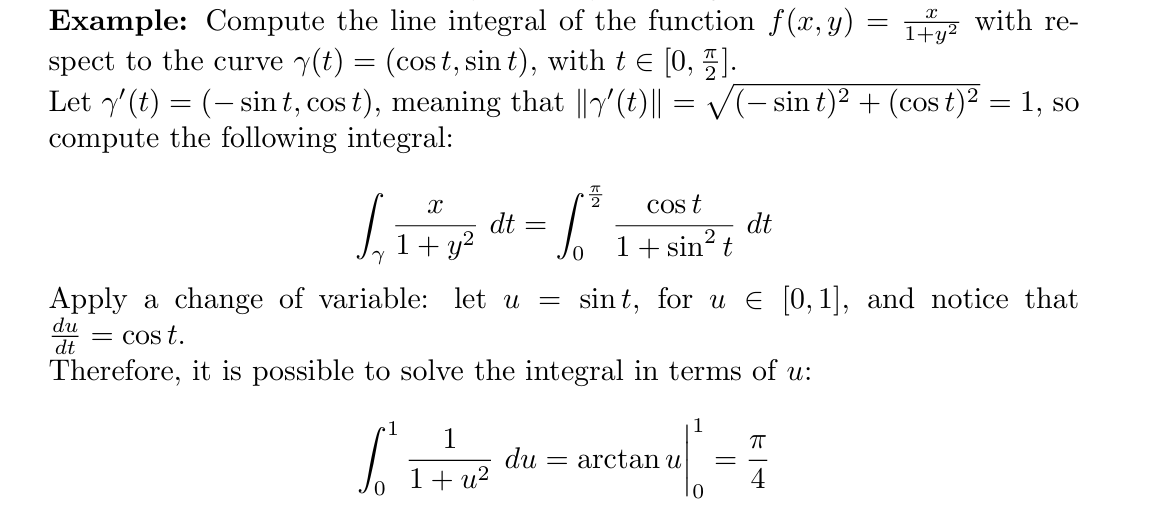 Example: Compute the line integral of the function f(x, y) = x/(1+y²) with re-
spect to the curve γ(t) = (cos t, sin t), with t ∈ [0, π/2].
Let γ′(t) = (− sin t, cos t), meaning that ‖γ′(t)‖ = √((− sin t)² + (cos t)²) = 1, so
compute the following integral:
∫_γ x/(1 + y²) dt = ∫_0^{π/2} cos t/(1 + sin² t) dt
Apply a change of variable: let u = sin t, for u ∈ [0, 1], and notice that
du/dt = cos t.
Therefore, it is possible to solve the integral in terms of u:
∫_0^1 1/(1 + u²) du = arctan u|_0^1 = π/4